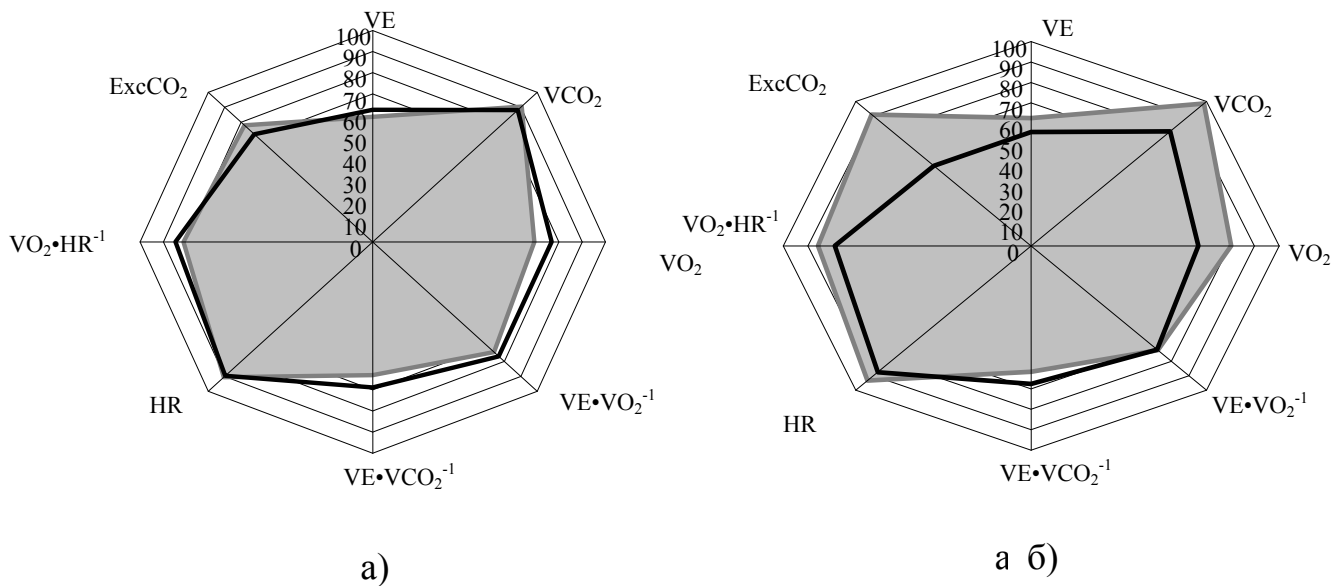 VE
100
90
80
70
60
50
40
30
20
10
0
ExcCO₂
VCO₂
VO₂•HR⁻¹
VO₂
HR
VE•VO₂⁻¹
VE•VCO₂⁻¹
а)
VE
100
90
80
70
60
50
40
30
20
10
0
ExcCO₂
VCO₂
VO₂•HR⁻¹
VO₂
HR
VE•VO₂⁻¹
VE•VCO₂⁻¹
а б)